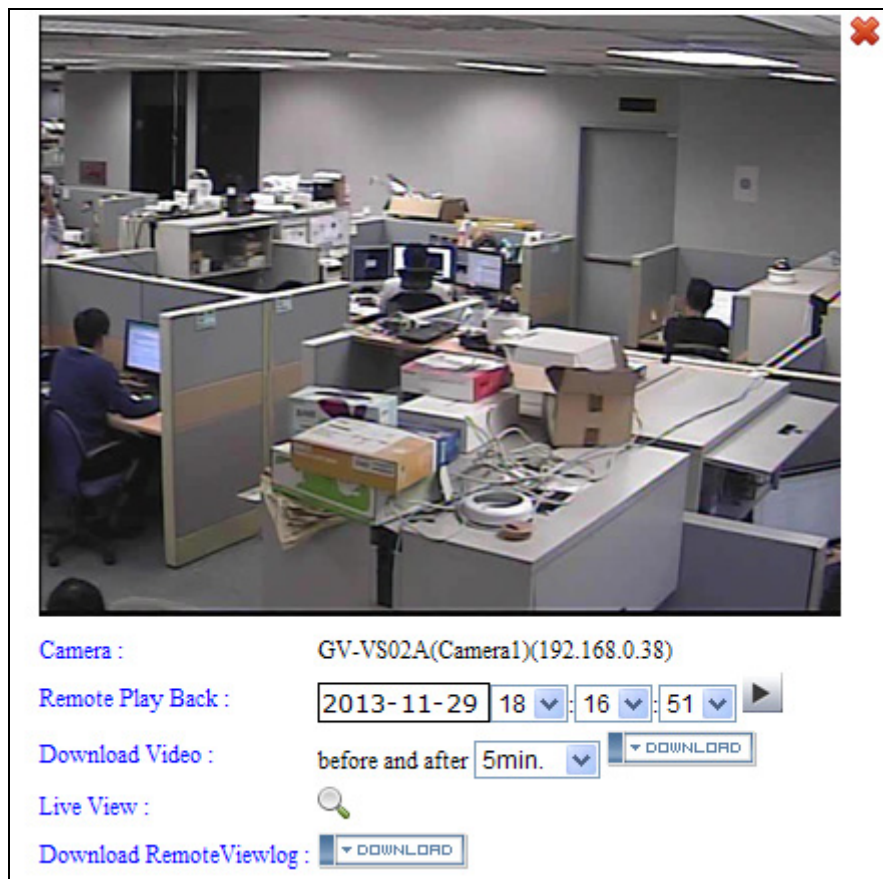 Camera : GV-VS02A(Camera1)(192.168.0.38)
Remote Play Back : 2013-11-29 18 : 16 : 51
Download Video : before and after 5min. DOWNLOAD
Live View :
Download RemoteViewlog : DOWNLOAD